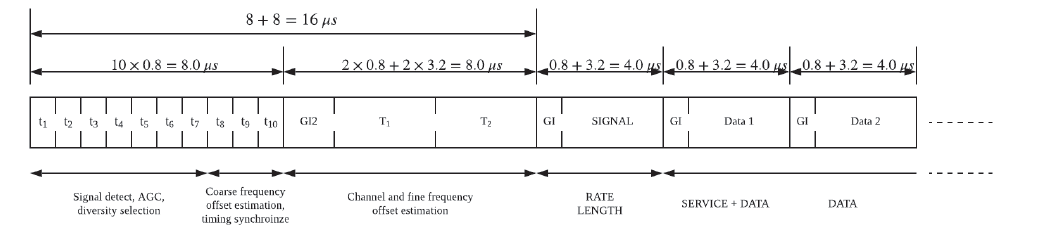 8 + 8 = 16 μs
10 × 0.8 = 8.0 μs 2 × 0.8 + 2 × 3.2 = 8.0 μs 0.8 + 3.2 = 4.0 μs 0.8 + 3.2 = 4.0 μs 0.8 + 3.2 = 4.0 μs
t1 t2 t3 t4 t5 t6 t7 t8 t9 t10 GI2 T1 T2 GI SIGNAL GI Data 1 GI Data 2
Signal detect, AGC,
diversity selection
Coarse frequency
offset estimation,
timing synchroinze
Channel and fine frequency
offset estimation
RATE
LENGTH
SERVICE + DATA
DATA